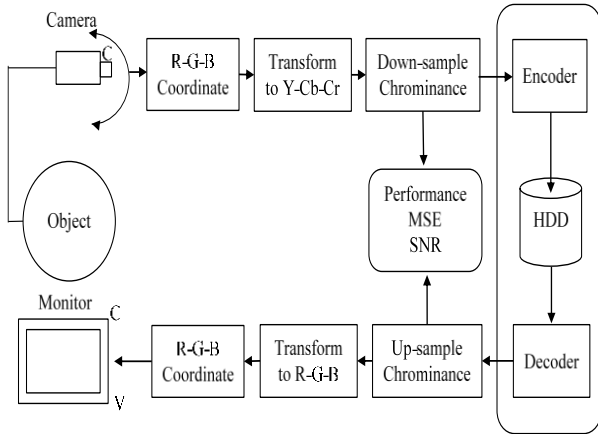 Camera
C
R-G-B
Coordinate
Transform
to Y-Cb-Cr
Down-sample
Chrominance
Encoder
Object
Performance
MSE
SNR
HDD
Monitor
C
V
R-G-B
Coordinate
Transform
to R-G-B
Up-sample
Chrominance
Decoder